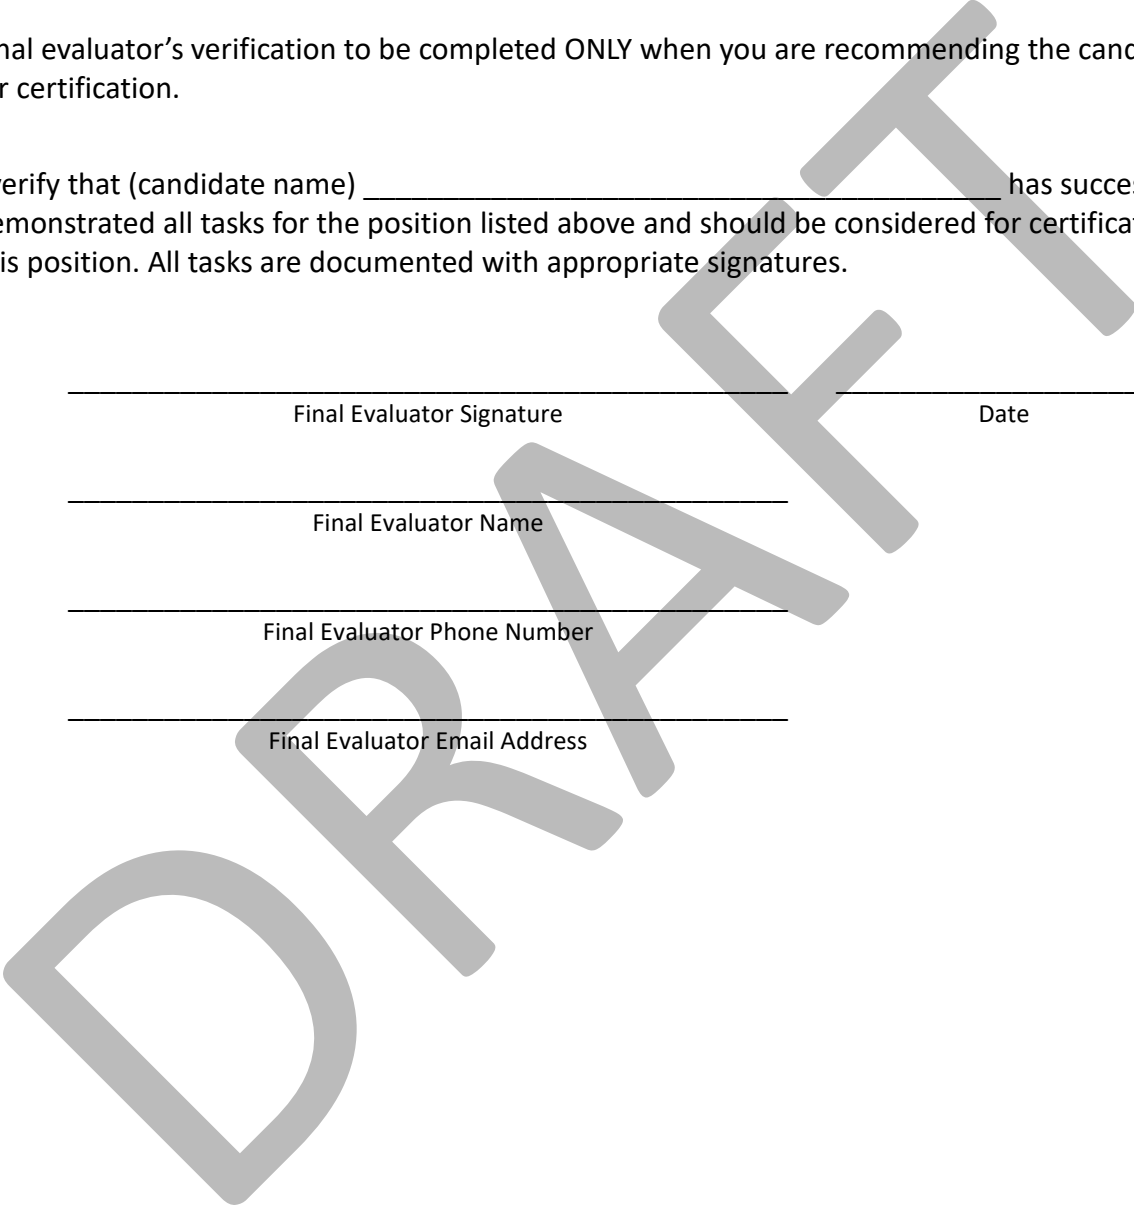 nal evaluator’s verification to be completed ONLY when you are recommending the cand
r certification.
verify that (candidate name) ________________________________________ has succes
emonstrated all tasks for the position listed above and should be considered for certificat
is position. All tasks are documented with appropriate signatures.
Final Evaluator Signature Date
Final Evaluator Name
Final Evaluator Phone Number
Final Evaluator Email Address
DRAFT